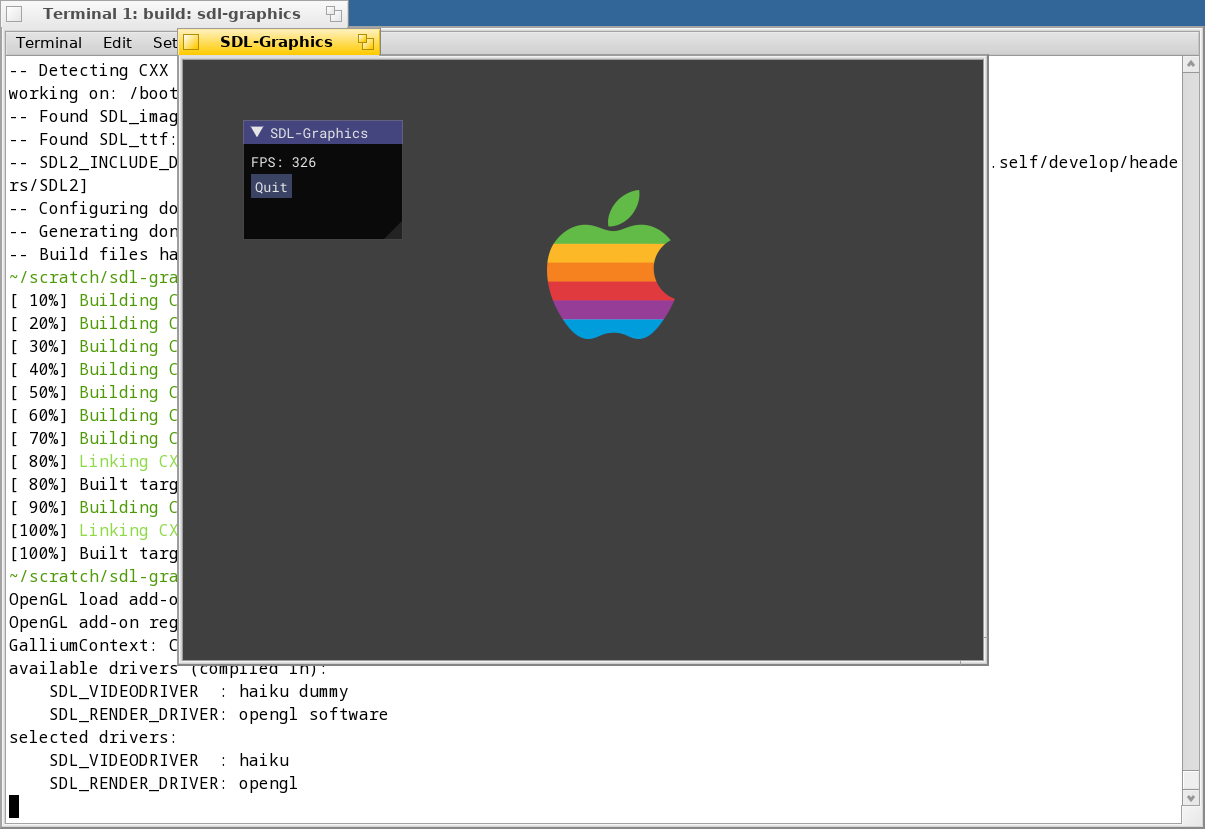 Terminal 1: build: sdl-graphics
Terminal Edit Set
SDL-Graphics
-- Detecting CXX
working on: /boot
-- Found SDL_imag
-- Found SDL_ttf:
-- SDL2_INCLUDE_D
.self/develop/heade
rs/SDL2]
-- Configuring do
-- Generating don
-- Build files ha
~/scratch/sdl-gra
[ 10%] Building C
[ 20%] Building C
[ 30%] Building C
[ 40%] Building C
[ 50%] Building C
[ 60%] Building C
[ 70%] Building C
[ 80%] Linking CX
[ 80%] Built targ
[ 90%] Building C
[100%] Linking CX
[100%] Built targ
~/scratch/sdl-gra
OpenGL load add-o
OpenGL add-on reg
GalliumContext: C
available drivers (compiled in):
SDL_VIDEODRIVER  : haiku dummy
SDL_RENDER_DRIVER: opengl software
selected drivers:
SDL_VIDEODRIVER  : haiku
SDL_RENDER_DRIVER: opengl
SDL-Graphics
FPS: 326
Quit